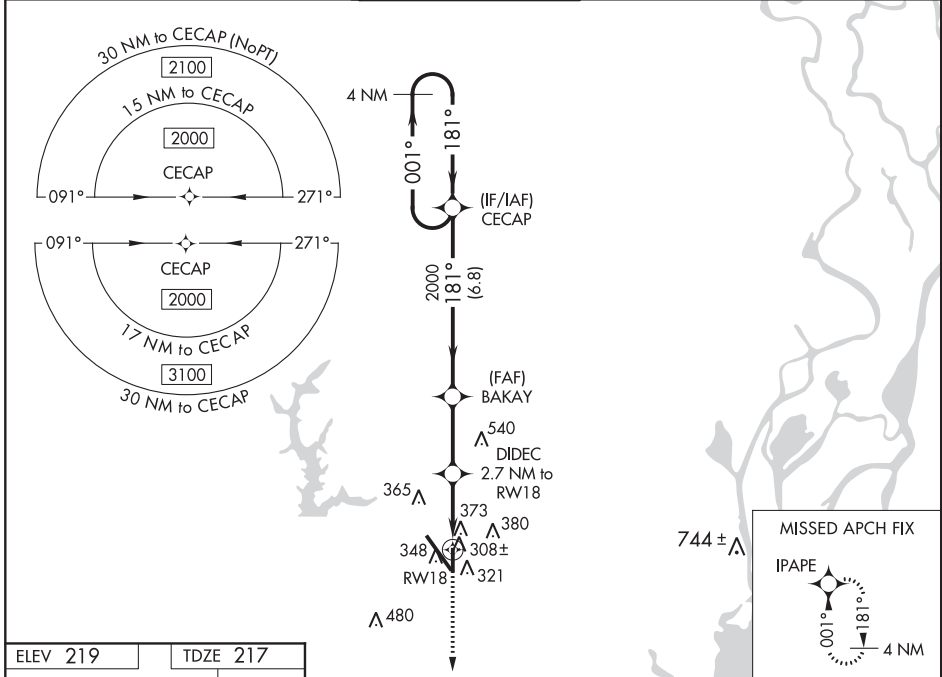 30 NM to CECAP (NoPT)
2100
15 NM to CECAP
2000
CECAP
091°
271°
091°
271°
CECAP
2000
17 NM to CECAP
3100
30 NM to CECAP
4 NM
001°
181°
(IF/IAF)
CECAP
2000
181°
(6.8)
(FAF)
BAKAY
540
DIDEC
2.7 NM to
RW18
365
373
380
348
308±
RW18
321
480
744±
MISSED APCH FIX
IPAPE
001°
181°
4 NM
ELEV 219
TDZE 217